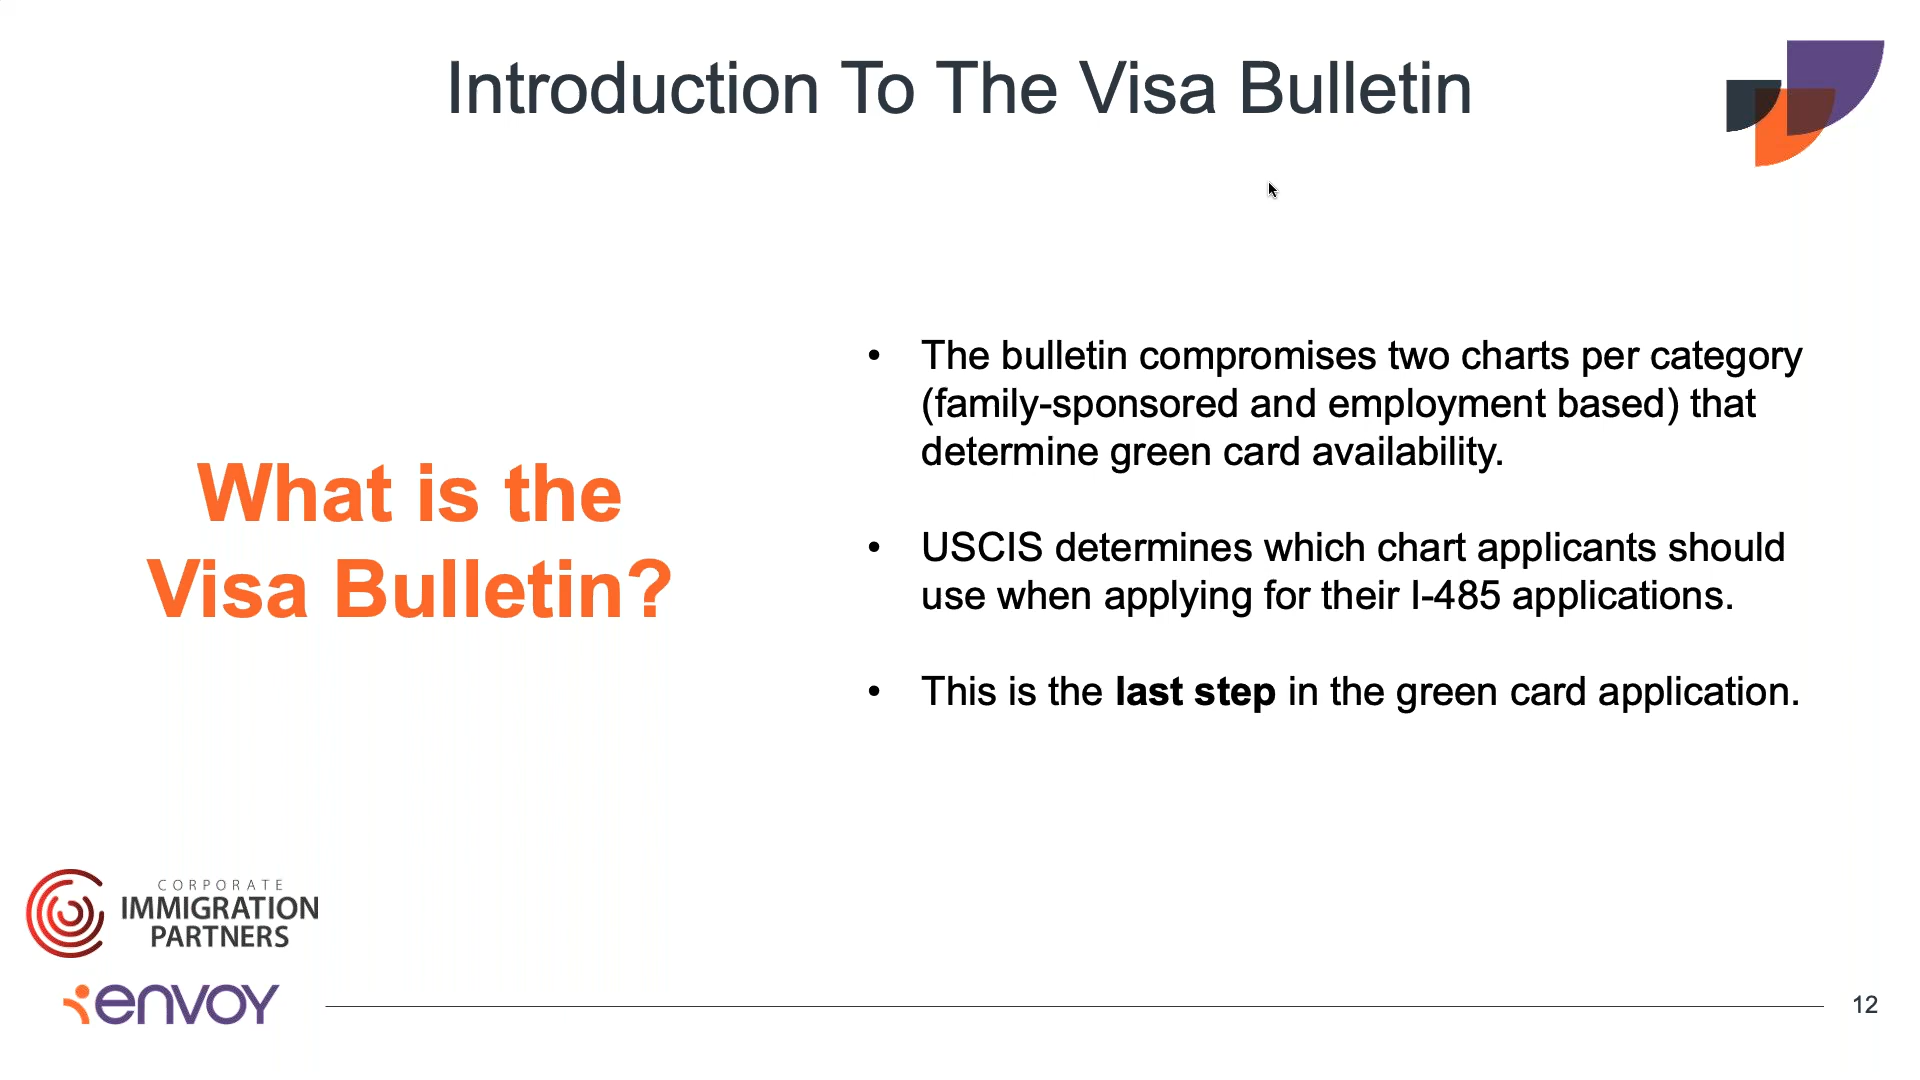 Introduction To The Visa Bulletin
What is the
Visa Bulletin?
• The bulletin compromises two charts per category
(family-sponsored and employment based) that
determine green card availability.
• USCIS determines which chart applicants should
use when applying for their I-485 applications.
• This is the last step in the green card application.
CORPORATE
IMMIGRATION
PARTNERS
envoy
12